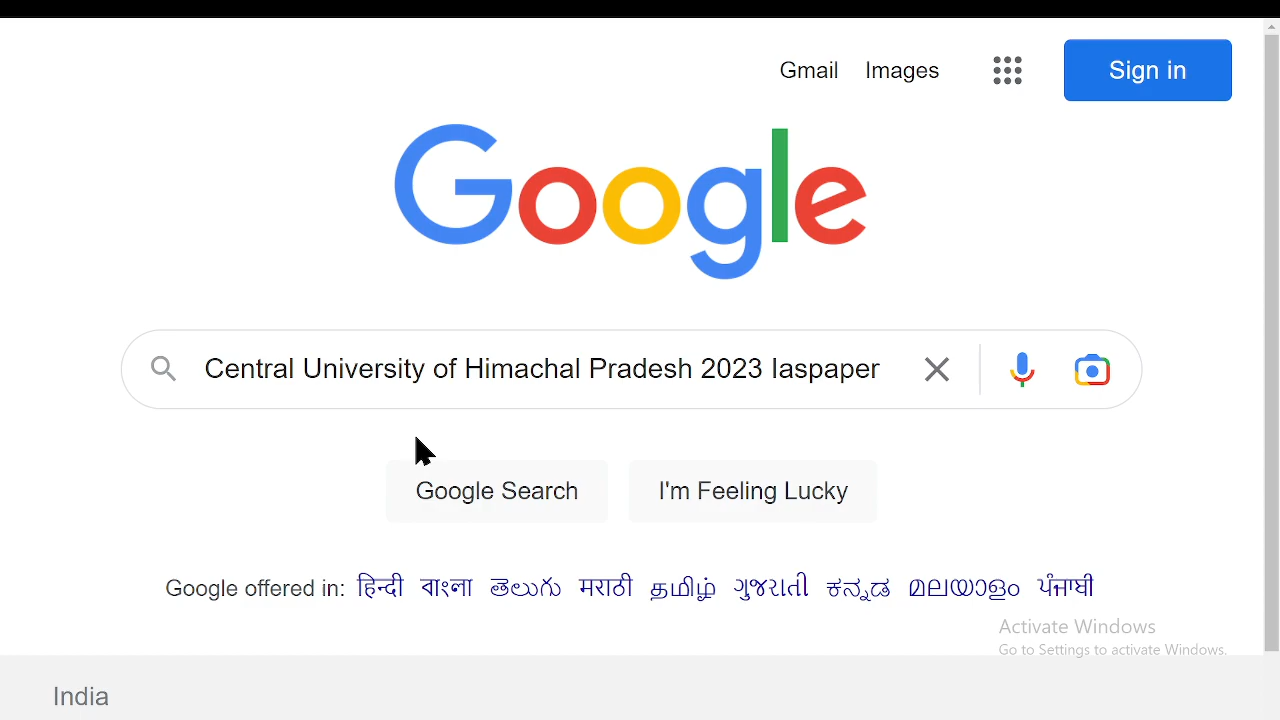 Gmail Images Sign in
Google
Central University of Himachal Pradesh 2023 Iaspaper
Google Search I'm Feeling Lucky
Google offered in: हिन्दी বাংলা తెలుగు मराठी தமிழ் ગુજરાતી ಕನ್ನಡ മലയാളം ਪੰਜਾਬੀ
Activate Windows
Go to Settings to activate Windows.
India